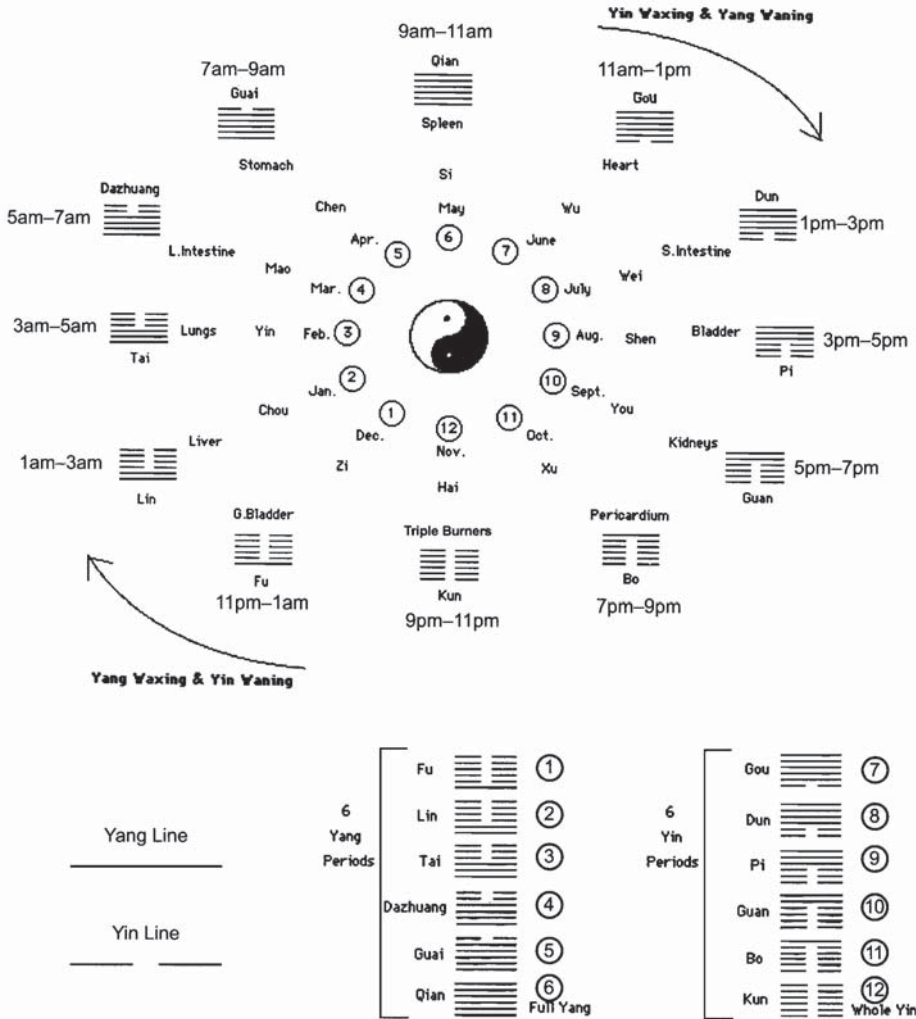 Yin Waxing & Yang Waning
9am–11am
Qian
Spleen
7am–9am
Guai
Stomach
11am–1pm
Gou
Heart
Si
May
6
Chen
Apr.
5
Wu
June
7
Dazhuang
5am–7am
L.Intestine
Mao
Mar.
4
Dun
1pm–3pm
S.Intestine
Wei
July
8
3am–5am
Tai
Lungs
Yin
Feb.
3
9
Aug.
Shen
Bladder
Pi
3pm–5pm
Jan.
2
Chou
Liver
1am–3am
Lin
10
Sept.
You
Kidneys
Guan
5pm–7pm
1
Dec.
Zi
G.Bladder
Fu
11pm–1am
12
Nov.
Hai
Triple Burners
Kun
9pm–11pm
11
Oct.
Xu
Pericardium
Bo
7pm–9pm
Yang Waxing & Yin Waning
Yang Line
Yin Line
6
Yang
Periods
Fu 1
Lin 2
Tai 3
Dazhuang 4
Guai 5
Qian 6
Full Yang
6
Yin
Periods
Gou 7
Dun 8
Pi 9
Guan 10
Bo 11
Kun 12
Whole Yin